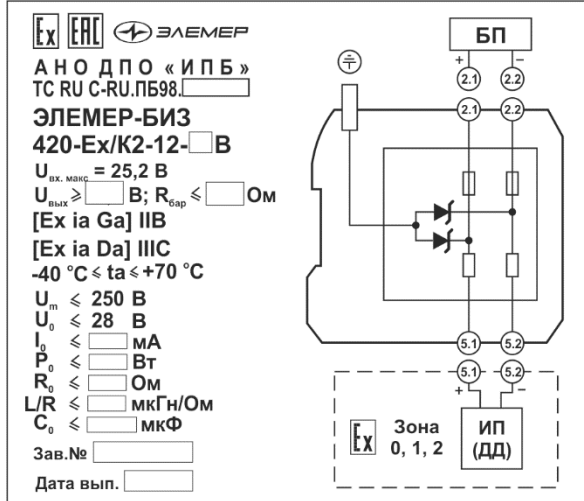 Ex ЕАС ЭЛЕМЕР
АНО ДПО «ИПБ»
ТС RU С-RU.ПБ98.
ЭЛЕМЕР-БИЗ
420-Ex/К2-12- В
Uвх. макс = 25,2 В
Uвых ⩾ В; Rбар ⩽ Ом
[Ex ia Ga] IIB
[Ex ia Da] IIIC
-40 °C ⩽ ta ⩽ +70 °C
Um ⩽ 250 В
U0 ⩽ 28 В
I0 ⩽ мА
P0 ⩽ Вт
R0 ⩽ Ом
L/R ⩽ мкГн/Ом
C0 ⩽ мкФ
Зав.№
Дата вып.
БП
+ −
2.1 2.2
2.1 2.2
5.1 5.2
5.1 5.2
+ −
Ex
Зона
0, 1, 2
ИП
(ДД)